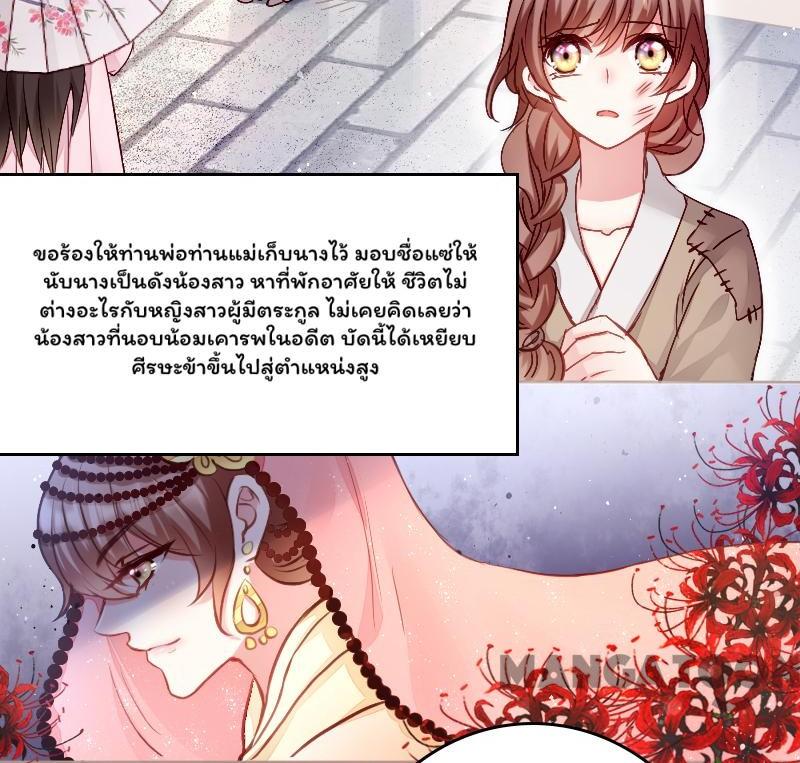 ขอร้องให้ท่านพ่อท่านแม่เก็บนางไว้ มอบชื่อแซ่ให้
นับนางเป็นดังน้องสาว หาที่พักอาศัยให้ ชีวิตไม่
ต่างอะไรกับหญิงสาวผู้มีตระกูล ไม่เคยคิดเลยว่า
น้องสาวที่นอบน้อมเคารพในอดีต บัดนี้ได้เหยียบ
ศีรษะข้าขึ้นไปสู่ตำแหน่งสูง
MANGATOON